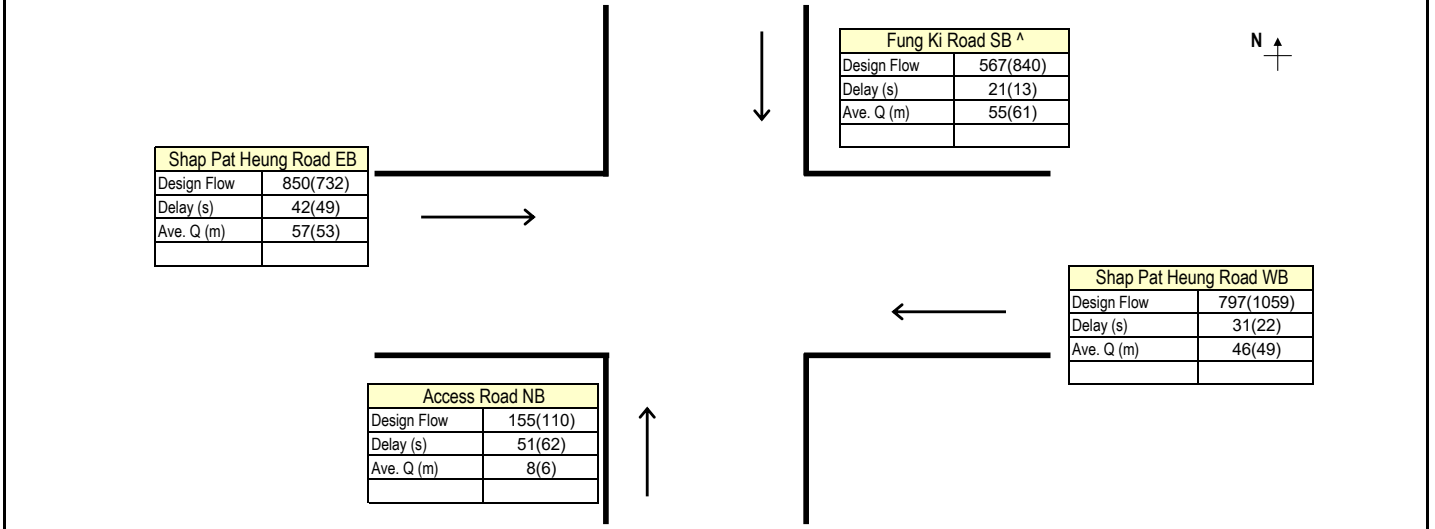 Fung Ki Road SB ^
Design Flow 567(840)
Delay (s) 21(13)
Ave. Q (m) 55(61)
N
Shap Pat Heung Road EB
Design Flow 850(732)
Delay (s) 42(49)
Ave. Q (m) 57(53)
Shap Pat Heung Road WB
Design Flow 797(1059)
Delay (s) 31(22)
Ave. Q (m) 46(49)
Access Road NB
Design Flow 155(110)
Delay (s) 51(62)
Ave. Q (m) 8(6)